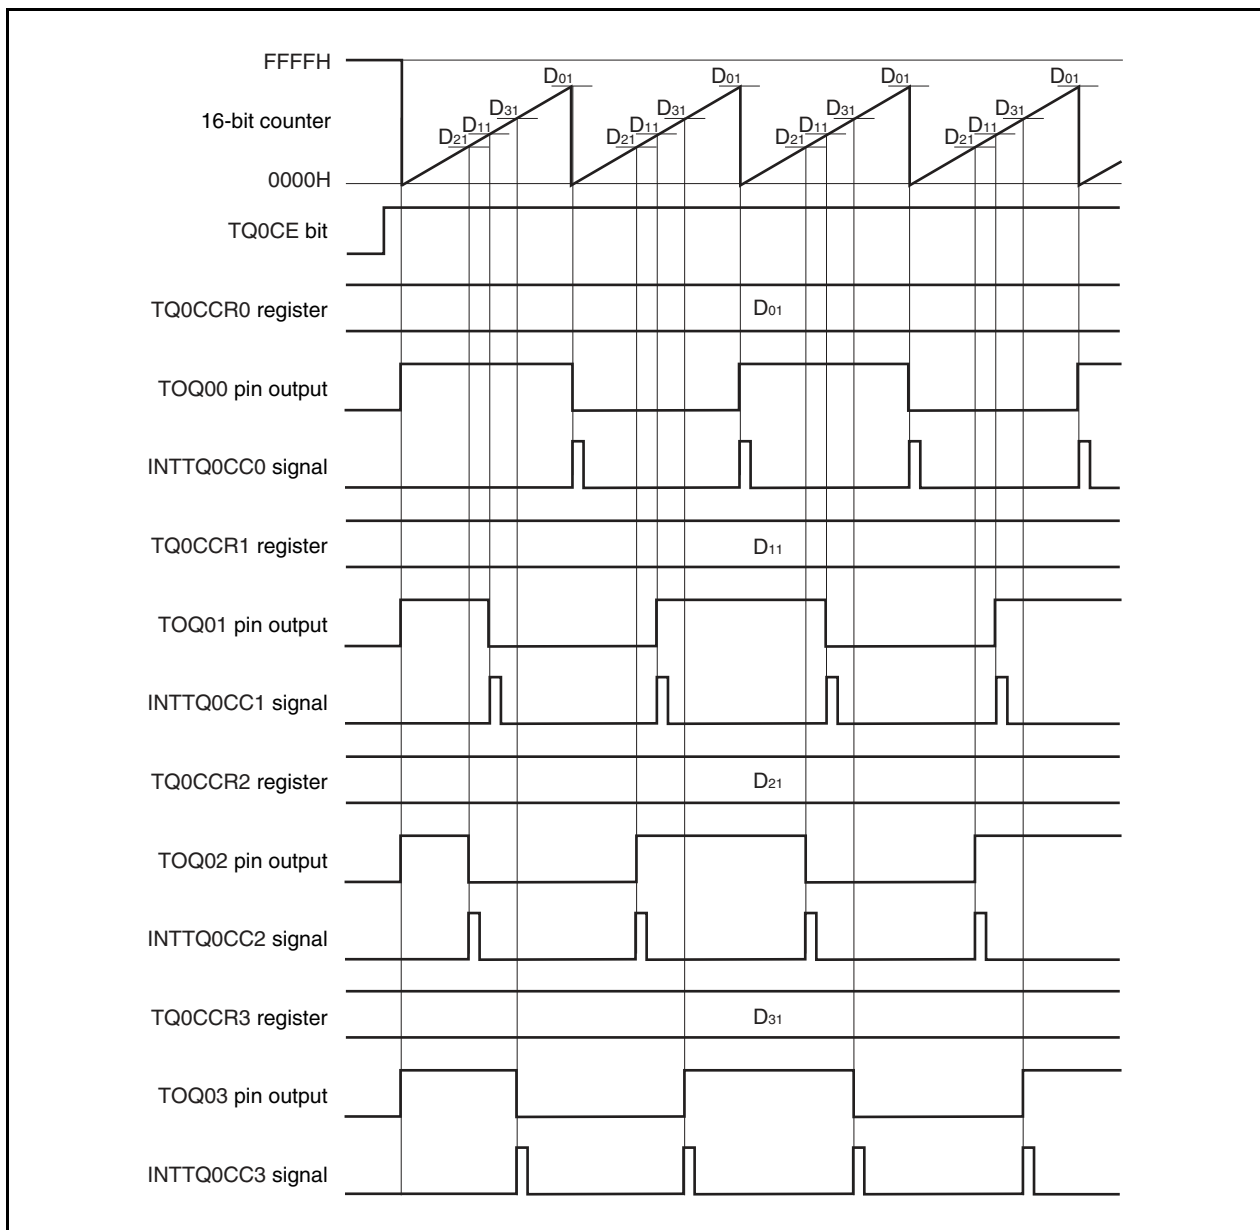 FFFFH
D01 D01 D01 D01
D31 D31 D31 D31
16-bit counter
D11 D11 D11 D11
D21 D21 D21 D21
0000H
TQ0CE bit
TQ0CCR0 register
D01
TOQ00 pin output
INTTQ0CC0 signal
TQ0CCR1 register
D11
TOQ01 pin output
INTTQ0CC1 signal
TQ0CCR2 register
D21
TOQ02 pin output
INTTQ0CC2 signal
TQ0CCR3 register
D31
TOQ03 pin output
INTTQ0CC3 signal